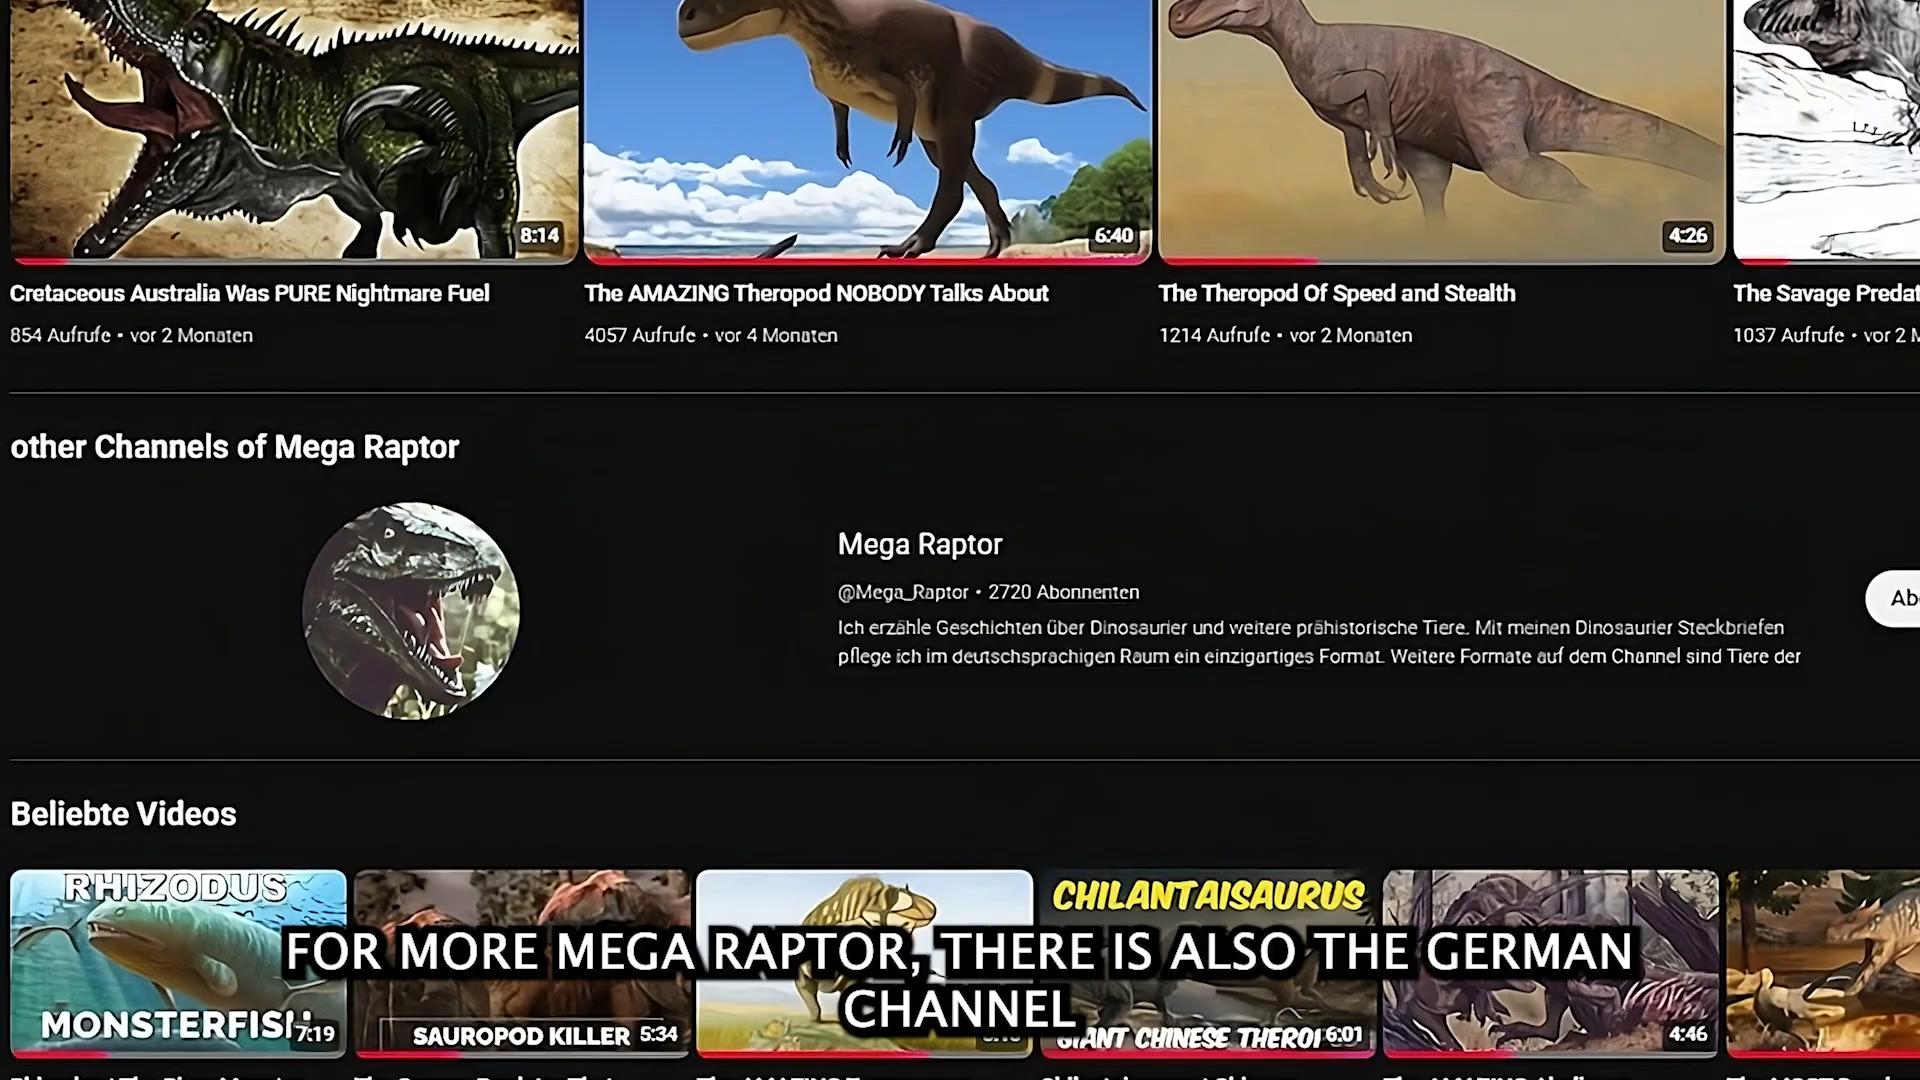 8:14
6:40
4:26
Cretaceous Australia Was PURE Nightmare Fuel
The AMAZING Theropod NOBODY Talks About
The Theropod Of Speed and Stealth
The Savage
854 Aufrufe • vor 2 Monaten
4057 Aufrufe • vor 4 Monaten
1214 Aufrufe • vor 2 Monaten
1037 Aufrufe • vor 2
other Channels of Mega Raptor
Mega Raptor
@Mega_Raptor • 2720 Abonnenten
Ich erzähle Geschichten über Dinosaurier und weitere prähistorische Tiere. Mit meinen Dinosaurier Steckbriefen
pflege ich im deutschsprachigen Raum ein einzigartiges Format. Weitere Formate auf dem Channel sind Tiere der
Beliebte Videos
RHIZODUS
CHILANTAISAURUS
FOR MORE MEGA RAPTOR, THERE IS ALSO THE GERMAN
CHANNEL
MONSTERFISH
7:19
SAUROPOD KILLER
5:34
GIANT CHINESE
6:01
4:46